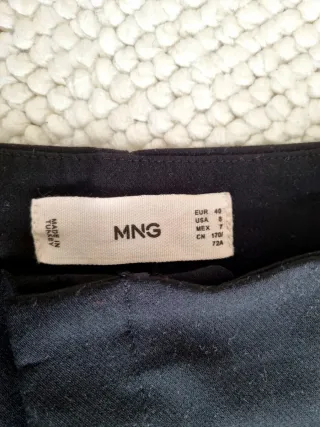 MADE IN
TURKEY
MNG
EUR 40
USA 8
MEX 7
CN 170/
72A